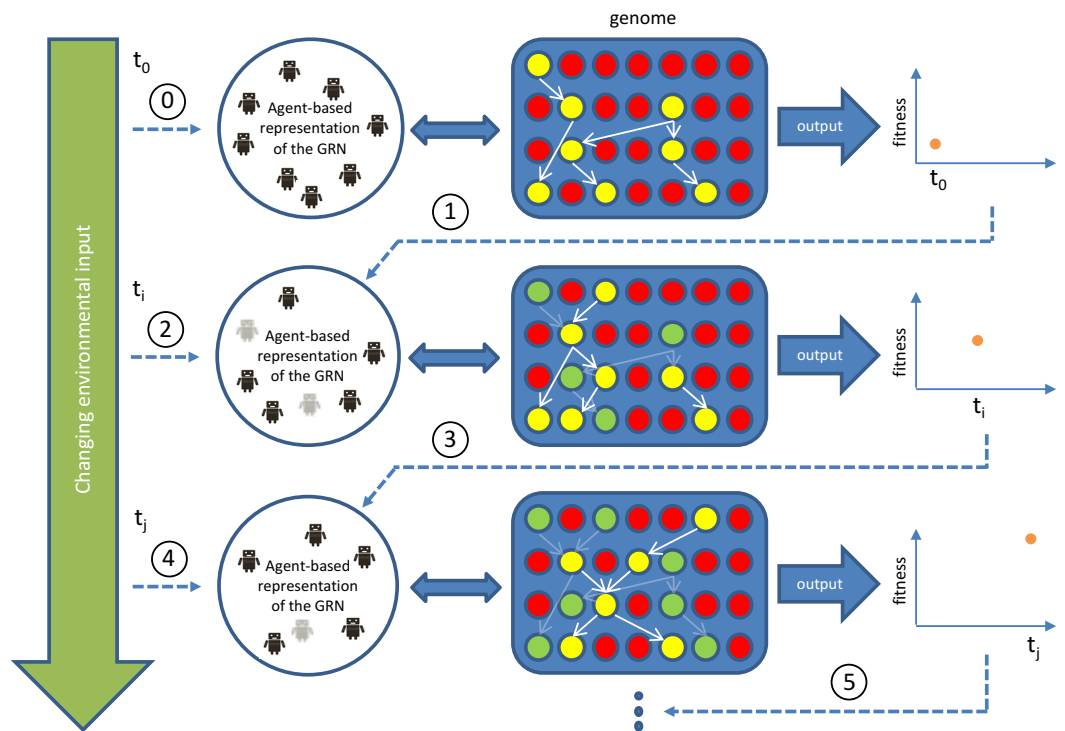 genome
t0
0
Agent-based
representation
of the GRN
output
fitness
t0
1
Changing environmental input
ti
2
Agent-based
representation
of the GRN
output
fitness
ti
3
tj
4
Agent-based
representation
of the GRN
output
fitness
tj
5